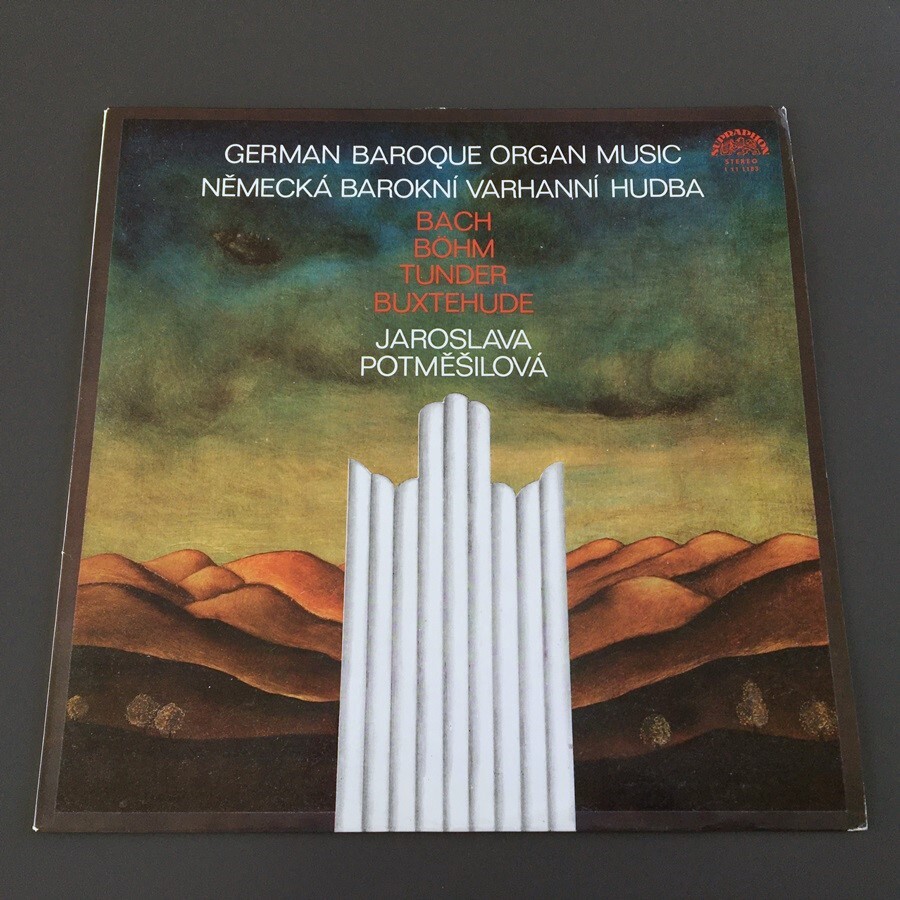 GERMAN BAROQUE ORGAN MUSIC
NĚMECKÁ BAROKNÍ VARHANNÍ HUDBA
SUPRAPHON
STEREO
BACH
BÖHM
TUNDER
BUXTEHUDE
JAROSLAVA
POTMĚŠILOVÁ